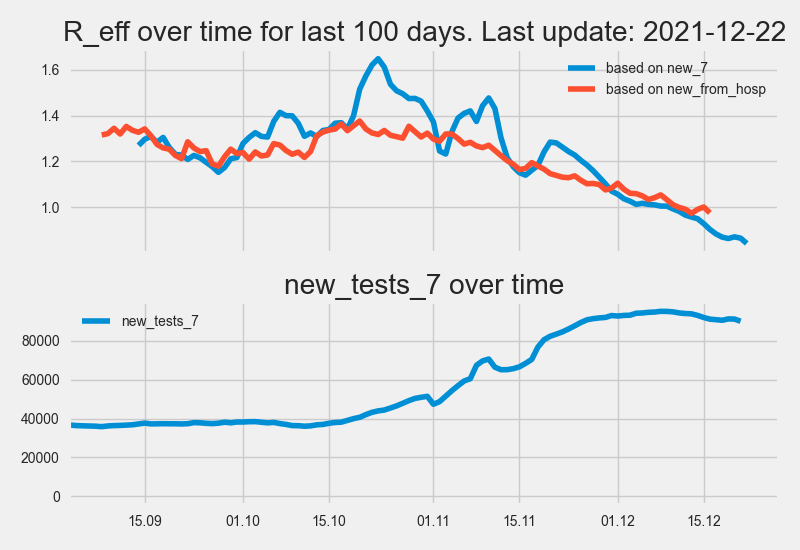 R_eff over time for last 100 days. Last update: 2021-12-22
1.6
1.4
1.2
1.0
based on new_7
based on new_from_hosp
new_tests_7 over time
new_tests_7
80000
60000
40000
20000
0
15.09 01.10 15.10 01.11 15.11 01.12 15.12